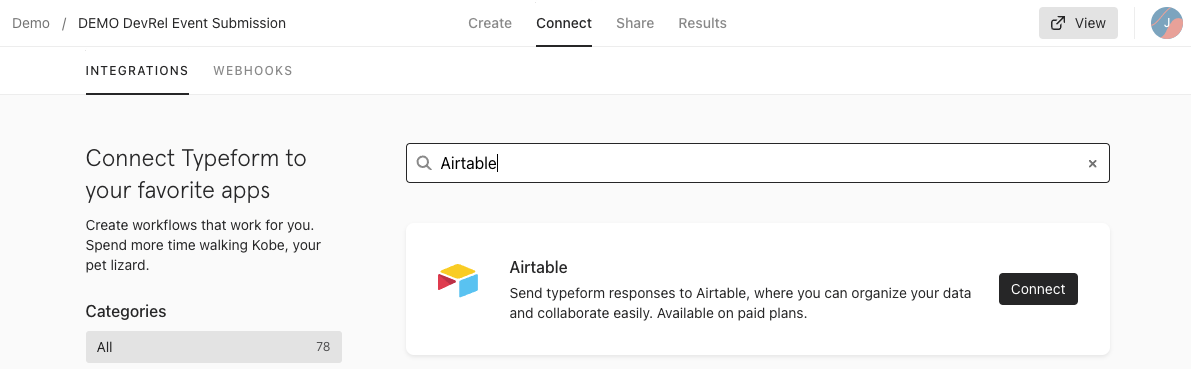 Demo / DEMO DevRel Event Submission
Create Connect Share Results
View
J
INTEGRATIONS WEBHOOKS
Connect Typeform to
your favorite apps
Create workflows that work for you.
Spend more time walking Kobe, your
pet lizard.
Categories
All 78
Airtable ×
Airtable
Send typeform responses to Airtable, where you can organize your data
and collaborate easily. Available on paid plans.
Connect